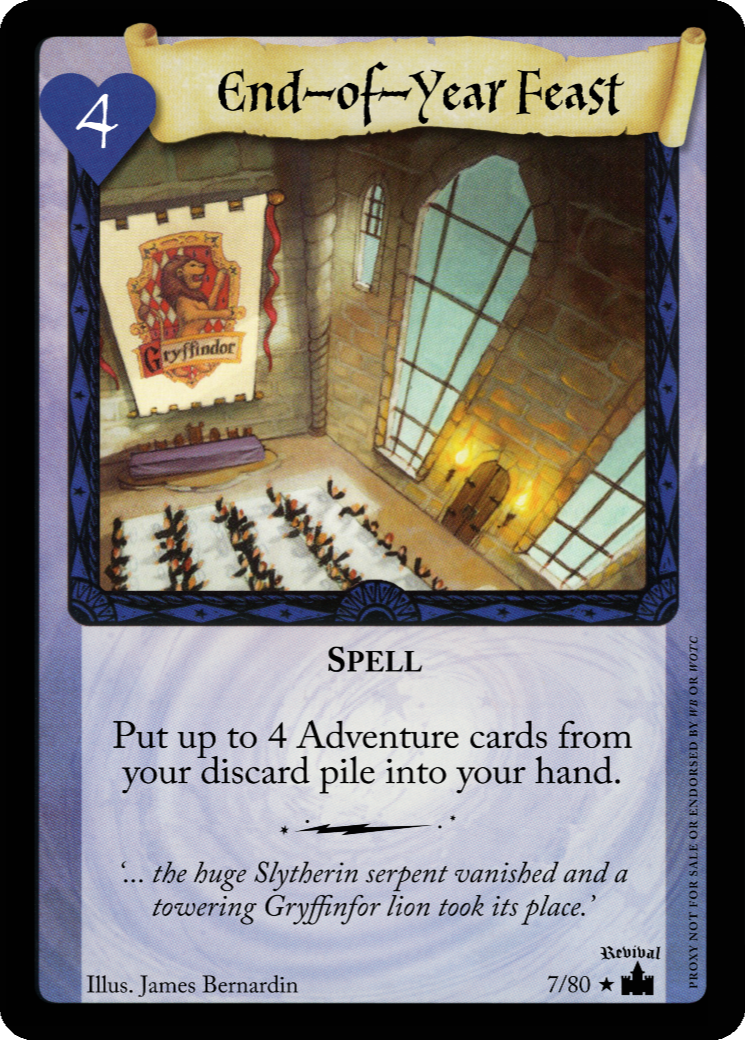 4
End-of-Year Feast
Gryffindor
SPELL
Put up to 4 Adventure cards from
your discard pile into your hand.
‘... the huge Slytherin serpent vanished and a
towering Gryffinfor lion took its place.’
Revival
Illus. James Bernardin
7/80 ★
PROXY NOT FOR SALE OR ENDORSED BY WB OR WOTC